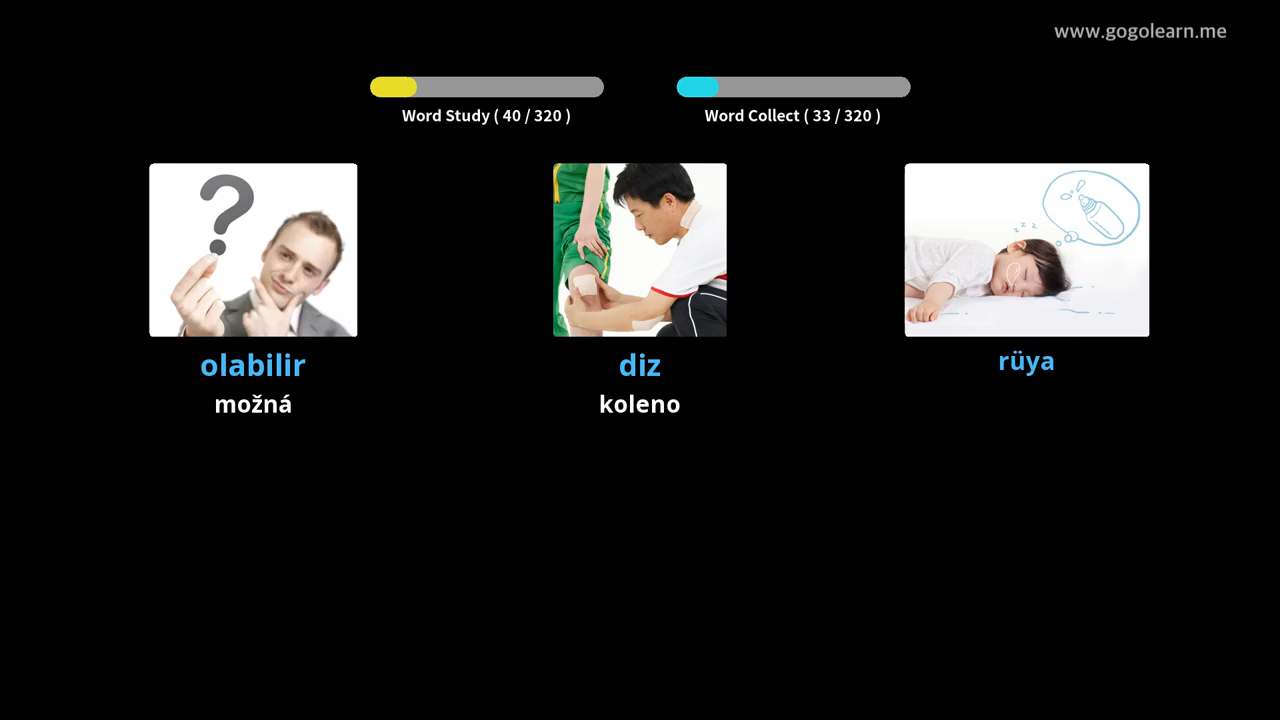 www.gogolearn.me
Word Study ( 40 / 320 )
Word Collect ( 33 / 320 )
olabilir
možná
diz
koleno
rüya